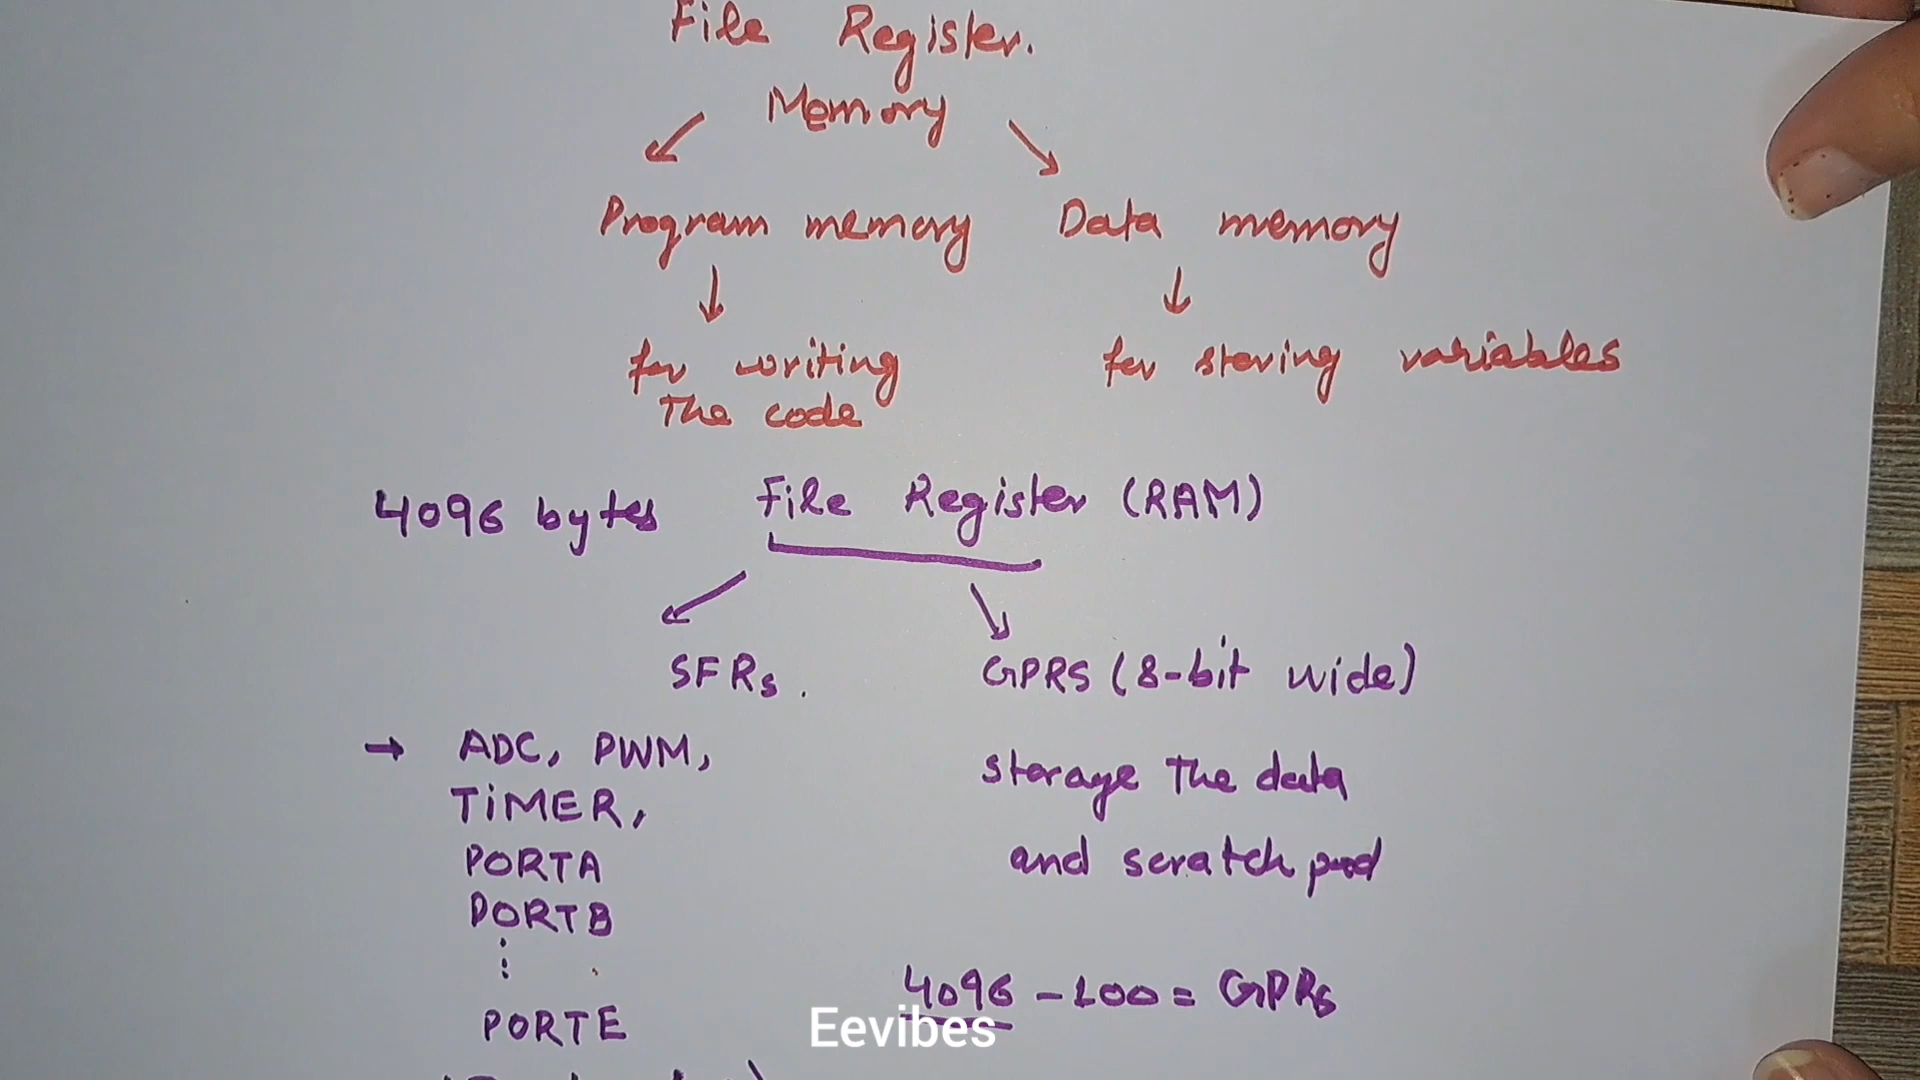 File Register.
Memory
Program memory Data memory
for writing for storing variables
The code
4096 bytes File Register (RAM)
SFRs. GPRS (8-bit wide)
→ ADC, PWM, storage The data
TiMER,
PORTA and scratch pad
PORTB
⋮
4096 - 100 = GPRs
PORTE
Eevibes